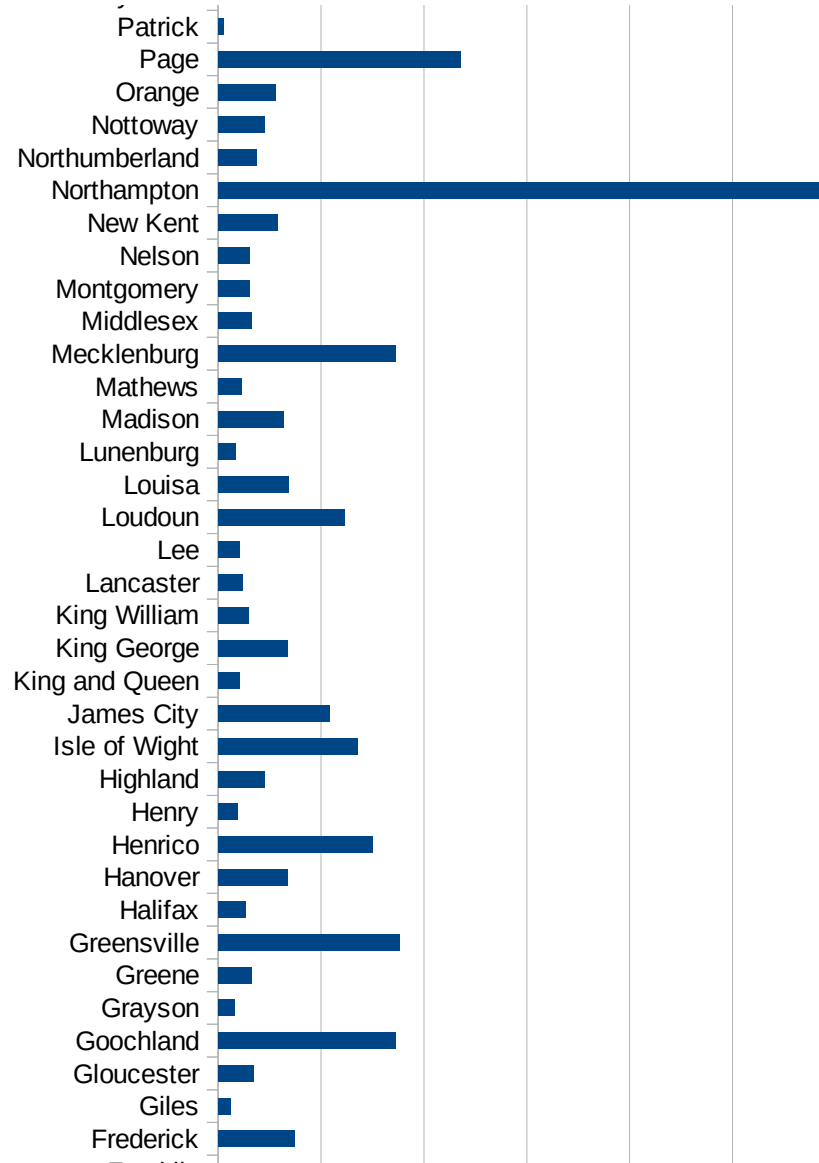 Patrick
Page
Orange
Nottoway
Northumberland
Northampton
New Kent
Nelson
Montgomery
Middlesex
Mecklenburg
Mathews
Madison
Lunenburg
Louisa
Loudoun
Lee
Lancaster
King William
King George
King and Queen
James City
Isle of Wight
Highland
Henry
Henrico
Hanover
Halifax
Greensville
Greene
Grayson
Goochland
Gloucester
Giles
Frederick